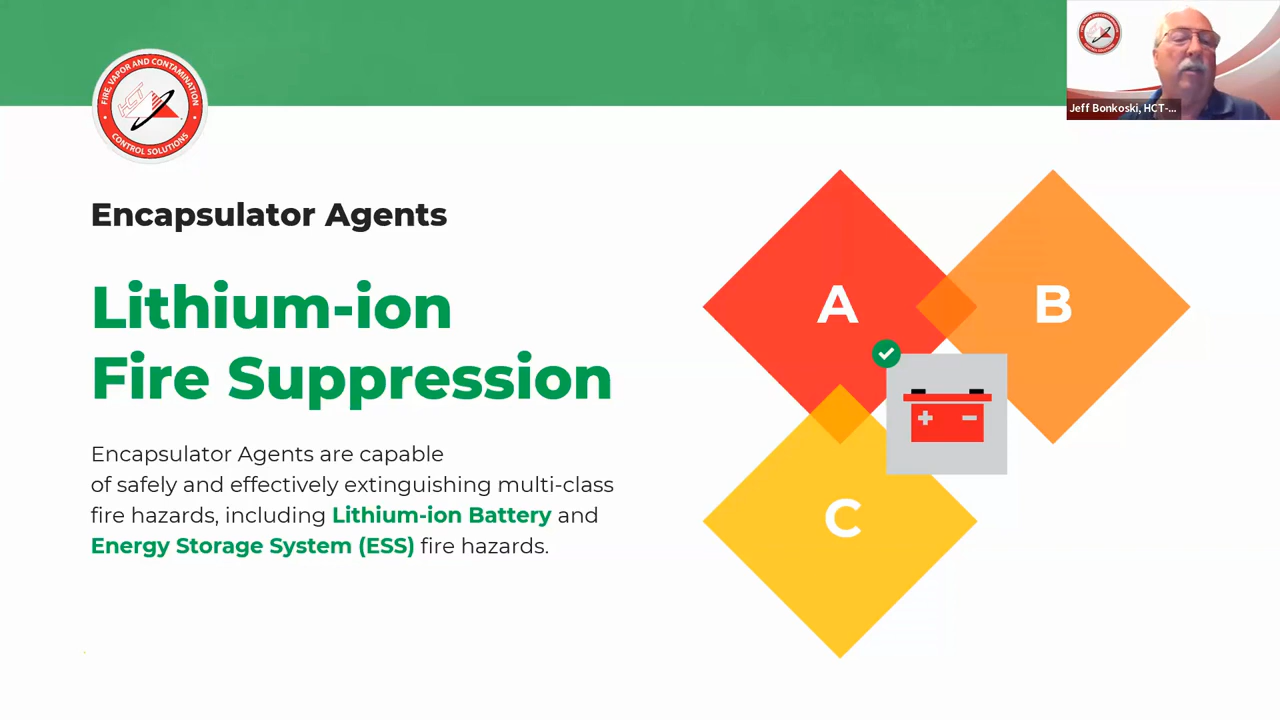 FIRE, VAPOR AND CONTAMINATION
HCT
CONTROL SOLUTIONS
Jeff Bonkoski, HCT-...
Encapsulator Agents
Lithium-ion
Fire Suppression
Encapsulator Agents are capable
of safely and effectively extinguishing multi-class
fire hazards, including Lithium-ion Battery and
Energy Storage System (ESS) fire hazards.
A
B
C
+ −